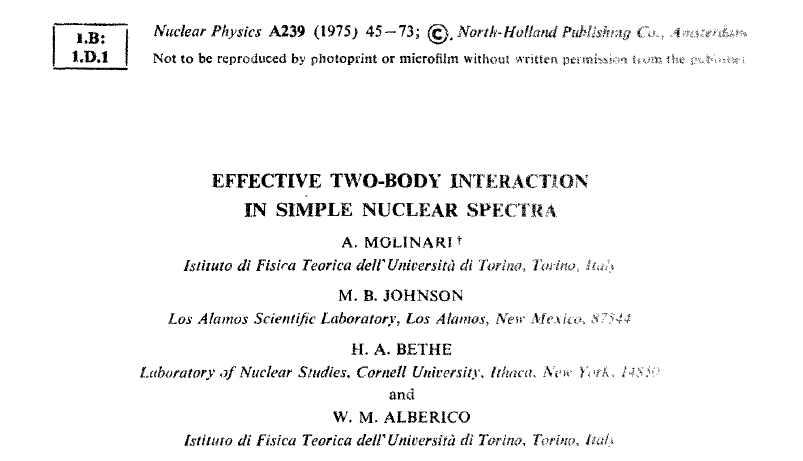 1.B:
1.D.1
Nuclear Physics A239 (1975) 45–73; © North-Holland Publishing Co., Amsterdam
Not to be reproduced by photoprint or microfilm without written permission from the publisher
EFFECTIVE TWO-BODY INTERACTION
IN SIMPLE NUCLEAR SPECTRA
A. MOLINARI †
Istituto di Fisica Teorica dell'Università di Torino, Torino, Italy
M. B. JOHNSON
Los Alamos Scientific Laboratory, Los Alamos, New Mexico, 87544
H. A. BETHE
Laboratory of Nuclear Studies, Cornell University, Ithaca, New York, 14850
and
W. M. ALBERICO
Istituto di Fisica Teorica dell'Università di Torino, Torino, Italy